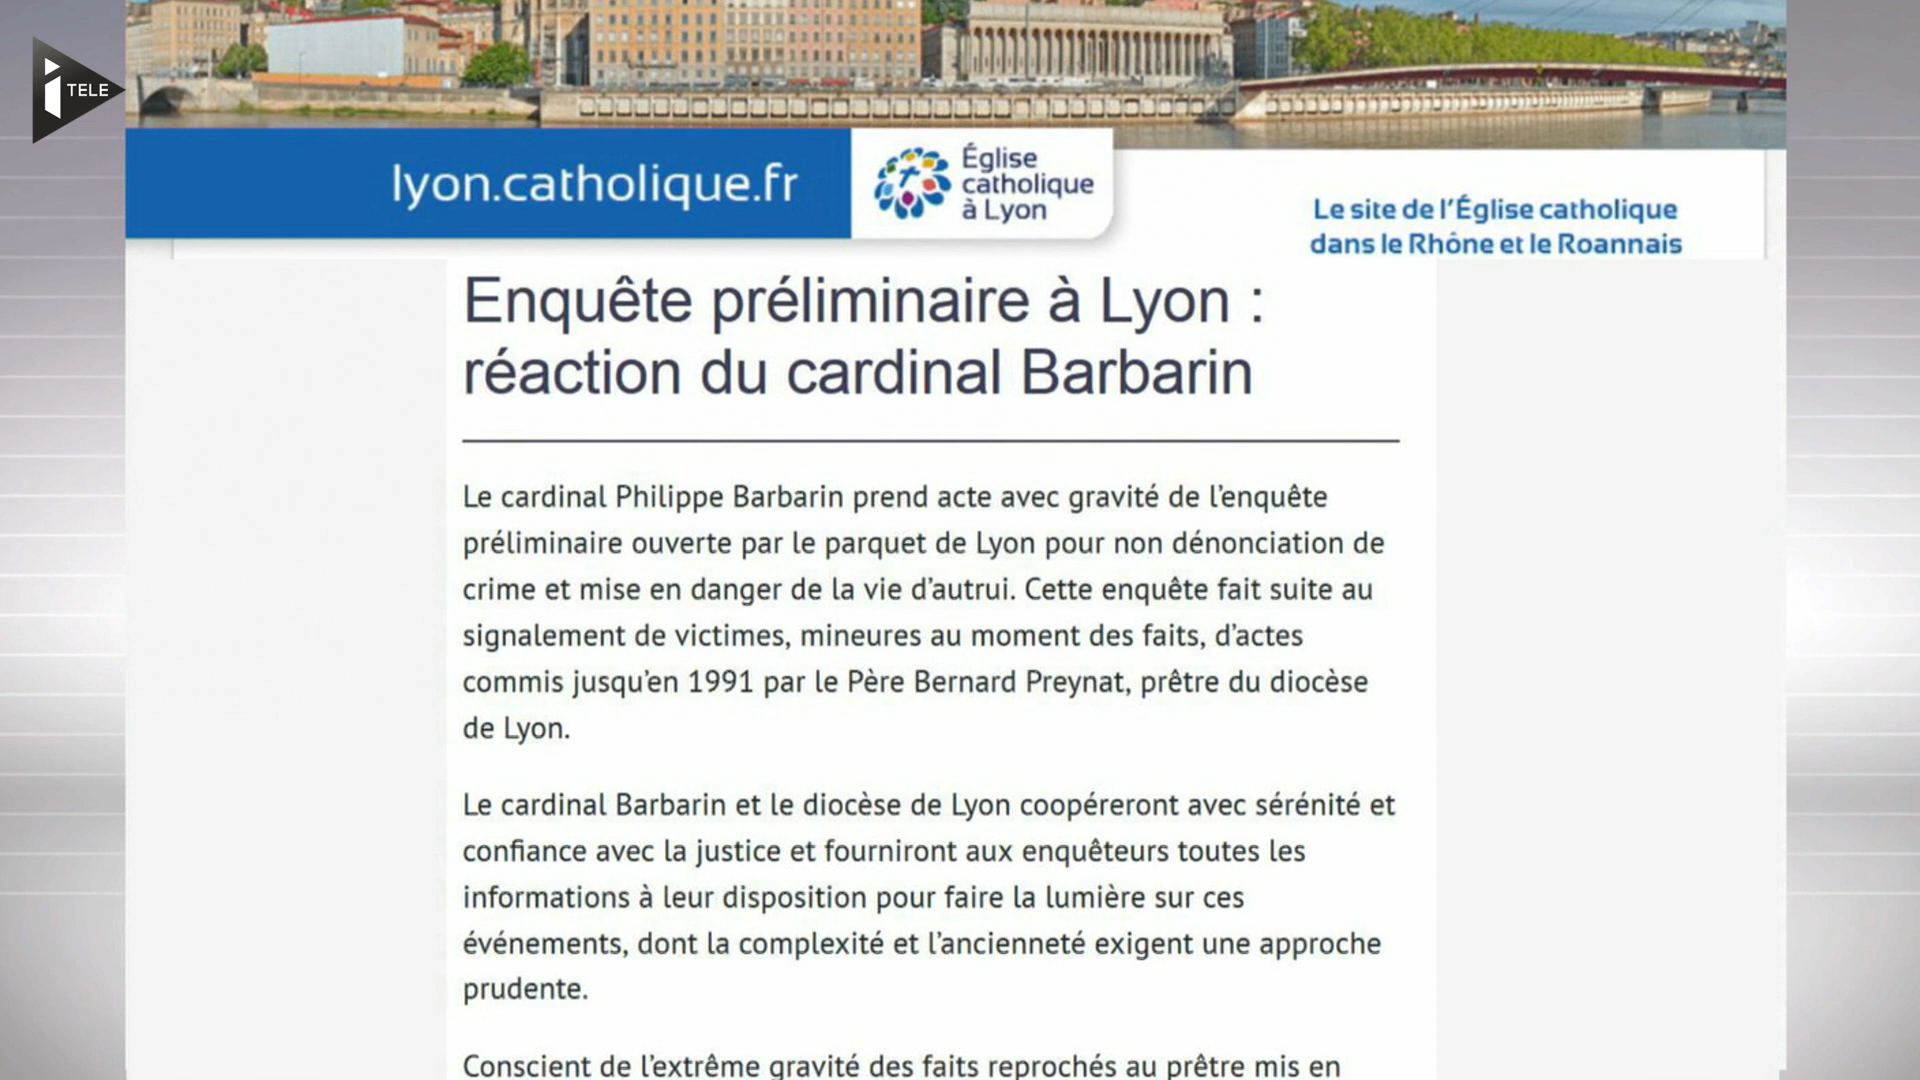 i TELE
lyon.catholique.fr
Église
catholique
à Lyon
Le site de l'Église catholique
dans le Rhône et le Roannais
Enquête préliminaire à Lyon :
réaction du cardinal Barbarin
Le cardinal Philippe Barbarin prend acte avec gravité de l'enquête
préliminaire ouverte par le parquet de Lyon pour non dénonciation de
crime et mise en danger de la vie d'autrui. Cette enquête fait suite au
signalement de victimes, mineures au moment des faits, d'actes
commis jusqu'en 1991 par le Père Bernard Preynat, prêtre du diocèse
de Lyon.
Le cardinal Barbarin et le diocèse de Lyon coopéreront avec sérénité et
confiance avec la justice et fourniront aux enquêteurs toutes les
informations à leur disposition pour faire la lumière sur ces
événements, dont la complexité et l'ancienneté exigent une approche
prudente.
Conscient de l'extrême gravité des faits reprochés au prêtre mis en